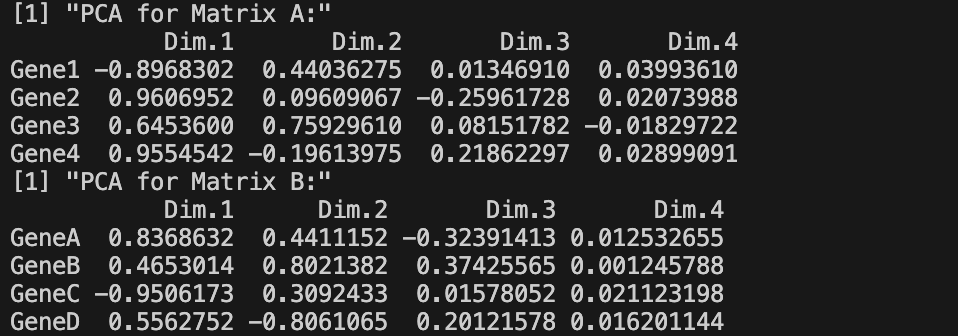 [1] "PCA for Matrix A:"
           Dim.1       Dim.2       Dim.3       Dim.4
Gene1 -0.8968302  0.44036275  0.01346910  0.03993610
Gene2  0.9606952  0.09609067 -0.25961728  0.02073988
Gene3  0.6453600  0.75929610  0.08151782 -0.01829722
Gene4  0.9554542 -0.19613975  0.21862297  0.02899091
[1] "PCA for Matrix B:"
           Dim.1      Dim.2       Dim.3       Dim.4
GeneA  0.8368632  0.4411152 -0.32391413 0.012532655
GeneB  0.4653014  0.8021382  0.37425565 0.001245788
GeneC -0.9506173  0.3092433  0.01578052 0.021123198
GeneD  0.5562752 -0.8061065  0.20121578 0.016201144